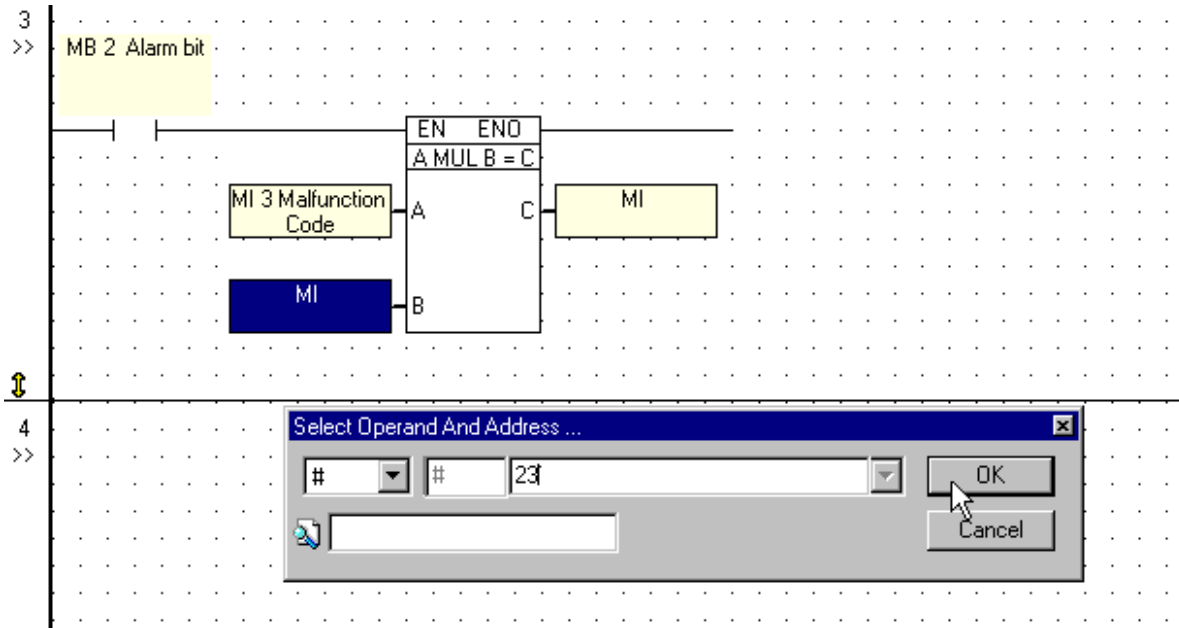 3
>>
MB 2 Alarm bit
EN ENO
A MUL B = C
MI 3 Malfunction
Code
A
C
MI
MI
B
4
>>
Select Operand And Address ...
#
#
23
OK
Cancel